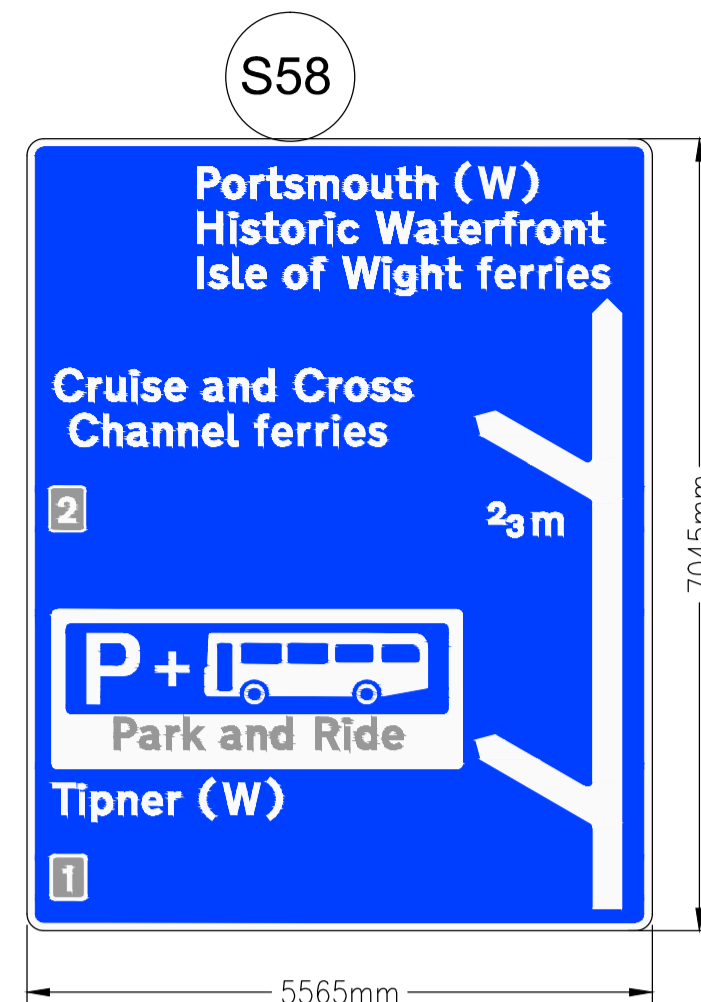 S58
Portsmouth (W)
Historic Waterfront
Isle of Wight ferries
Cruise and Cross
Channel ferries
2
2/3 m
P +
Park and Ride
Tipner (W)
1
7045mm
5565mm